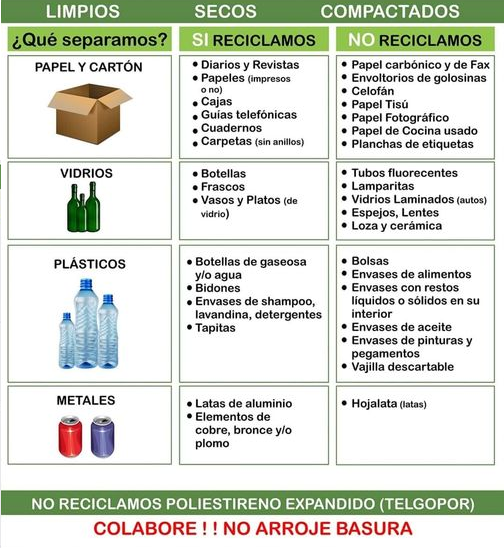 LIMPIOS SECOS COMPACTADOS
¿Qué separamos? SI RECICLAMOS NO RECICLAMOS
PAPEL Y CARTÓN
• Diarios y Revistas
• Papeles (impresos
o no)
• Cajas
• Guías telefónicas
• Cuadernos
• Carpetas (sin anillos)
• Papel carbónico y de Fax
• Envoltorios de golosinas
• Celofán
• Papel Tisú
• Papel Fotográfico
• Papel de Cocina usado
• Planchas de etiquetas
VIDRIOS
• Botellas
• Frascos
• Vasos y Platos (de
vidrio)
• Tubos fluorecentes
• Lamparitas
• Vidrios Laminados (autos)
• Espejos, Lentes
• Loza y cerámica
PLÁSTICOS
• Botellas de gaseosa
y/o agua
• Bidones
• Envases de shampo,
lavandina, detergentes
• Tapitas
• Bolsas
• Envases de alimentos
• Envases con restos
líquidos o sólidos en su
interior
• Envases de aceite
• Envases de pinturas y
pegamentos
• Vajilla descartable
METALES
• Latas de aluminio
• Elementos de
cobre, bronce y/o
plomo
• Hojalata (latas)
NO RECICLAMOS POLIESTIRENO EXPANDIDO (TELGOPOR)
COLABORE ! ! NO ARROJE BASURA